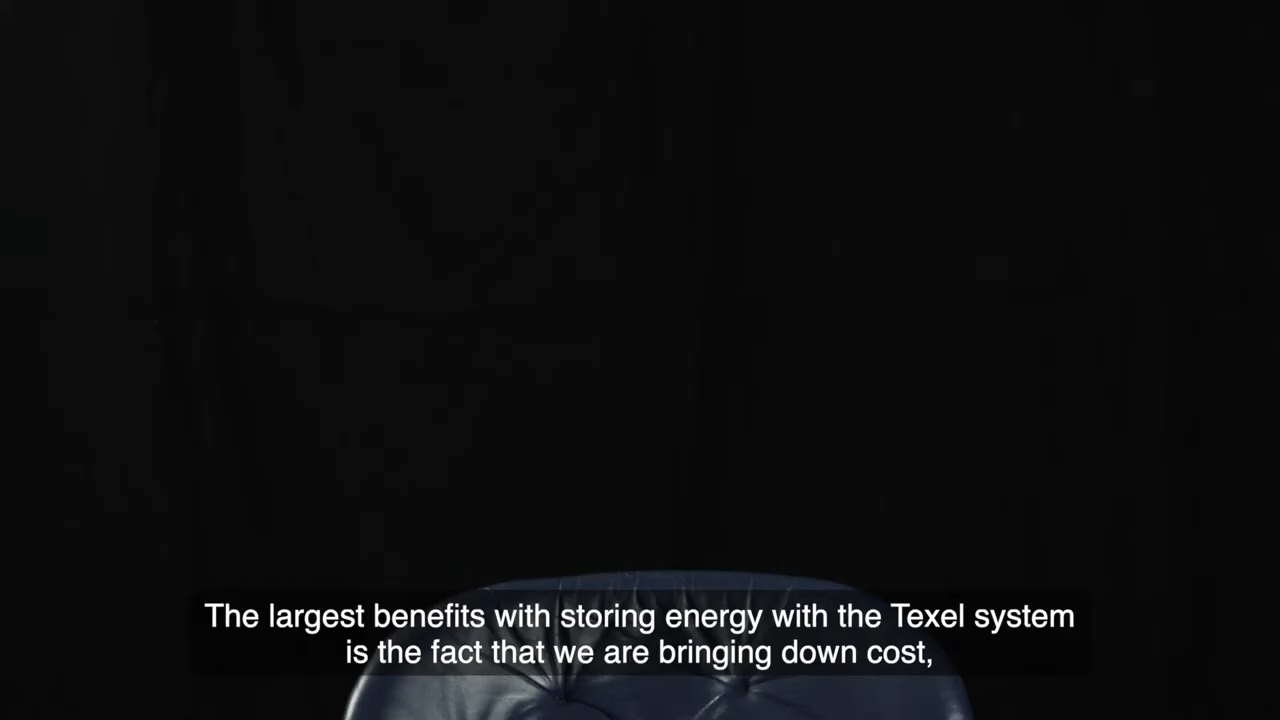 The largest benefits with storing energy with the Texel system
is the fact that we are bringing down cost,